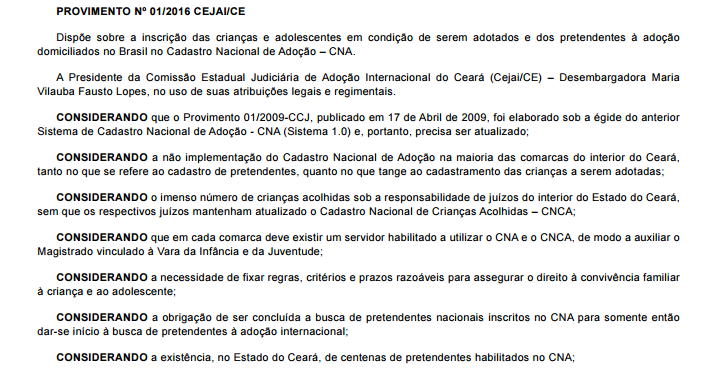 PROVIMENTO Nº 01/2016 CEJAI/CE
Dispõe sobre a inscrição das crianças e adolescentes em condição de serem adotados e dos pretendentes à adoção
domiciliados no Brasil no Cadastro Nacional de Adoção – CNA.
A Presidente da Comissão Estadual Judiciária de Adoção Internacional do Ceará (Cejai/CE) – Desembargadora Maria
Vilauba Fausto Lopes, no uso de suas atribuições legais e regimentais.
CONSIDERANDO que o Provimento 01/2009-CCJ, publicado em 17 de Abril de 2009, foi elaborado sob a égide do anterior
Sistema de Cadastro Nacional de Adoção - CNA (Sistema 1.0) e, portanto, precisa ser atualizado;
CONSIDERANDO a não implementação do Cadastro Nacional de Adoção na maioria das comarcas do interior do Ceará,
tanto no que se refere ao cadastro de pretendentes, quanto no que tange ao cadastramento das crianças a serem adotadas;
CONSIDERANDO o imenso número de crianças acolhidas sob a responsabilidade de juízos do interior do Estado do Ceará,
sem que os respectivos juízos mantenham atualizado o Cadastro Nacional de Crianças Acolhidas – CNCA;
CONSIDERANDO que em cada comarca deve existir um servidor habilitado a utilizar o CNA e o CNCA, de modo a auxiliar o
Magistrado vinculado à Vara da Infância e da Juventude;
CONSIDERANDO a necessidade de fixar regras, critérios e prazos razoáveis para assegurar o direito à convivência familiar
à criança e ao adolescente;
CONSIDERANDO a obrigação de ser concluída a busca de pretendentes nacionais inscritos no CNA para somente então
dar-se início à busca de pretendentes à adoção internacional;
CONSIDERANDO a existência, no Estado do Ceará, de centenas de pretendentes habilitados no CNA;